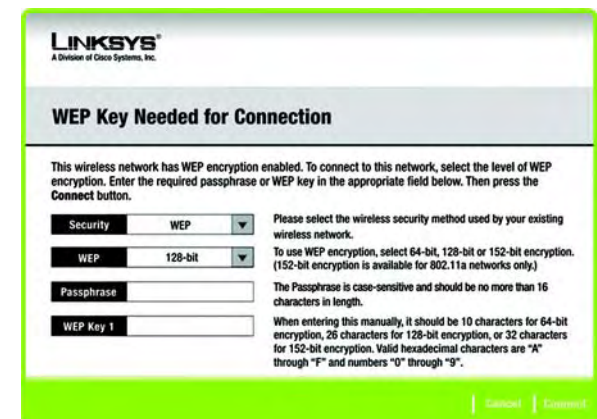 LINKSYS®
A Division of Cisco Systems, Inc.
WEP Key Needed for Connection
This wireless network has WEP encryption enabled. To connect to this network, select the level of WEP
encryption. Enter the required passphrase or WEP key in the appropriate field below. Then press the
Connect button.
Security WEP
Please select the wireless security method used by your existing
wireless network.
WEP 128-bit
To use WEP encryption, select 64-bit, 128-bit or 152-bit encryption.
(152-bit encryption is available for 802.11a networks only.)
Passphrase
The Passphrase is case-sensitive and should be no more than 16
characters in length.
WEP Key 1
When entering this manually, it should be 10 characters for 64-bit
encryption, 26 characters for 128-bit encryption, or 32 characters
for 152-bit encryption. Valid hexadecimal characters are "A"
through "F" and numbers "0" through "9".
Cancel Connect